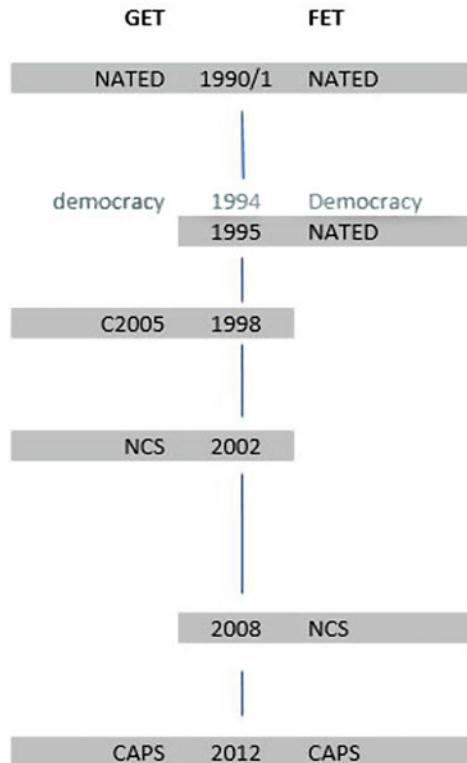 GET FET
NATED 1990/1 NATED
democracy 1994 Democracy
1995 NATED
C2005 1998
NCS 2002
2008 NCS
CAPS 2012 CAPS